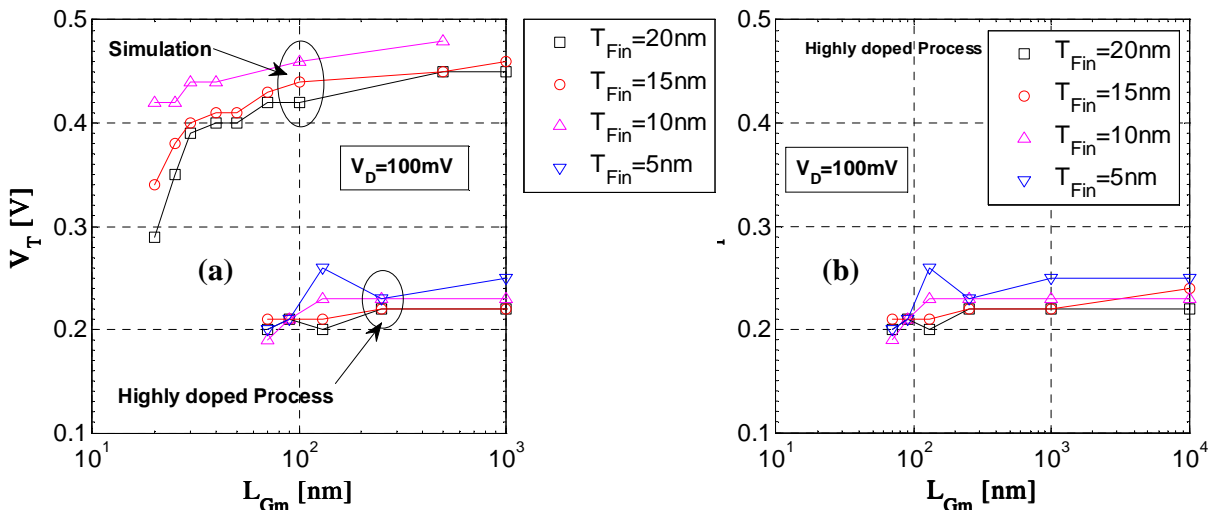 0.5
0.4
0.3
0.2
0.1
V_T [V]
10^1
10^2
10^3
L_Gm [nm]
Simulation
V_D=100mV
(a)
Highly doped Process
T_Fin=20nm
T_Fin=15nm
T_Fin=10nm
T_Fin=5nm
0.5
0.4
0.3
0.2
0.1
10^1
10^2
10^3
10^4
L_Gm [nm]
Highly doped Process
V_D=100mV
(b)
T_Fin=20nm
T_Fin=15nm
T_Fin=10nm
T_Fin=5nm